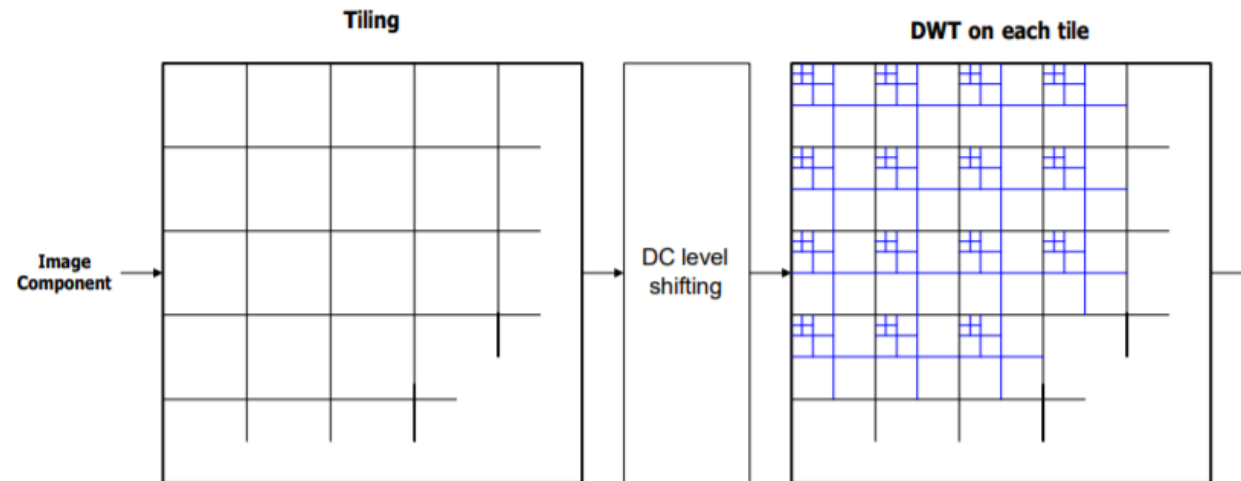 Tiling
DWT on each tile
Image
Component
DC level
shifting